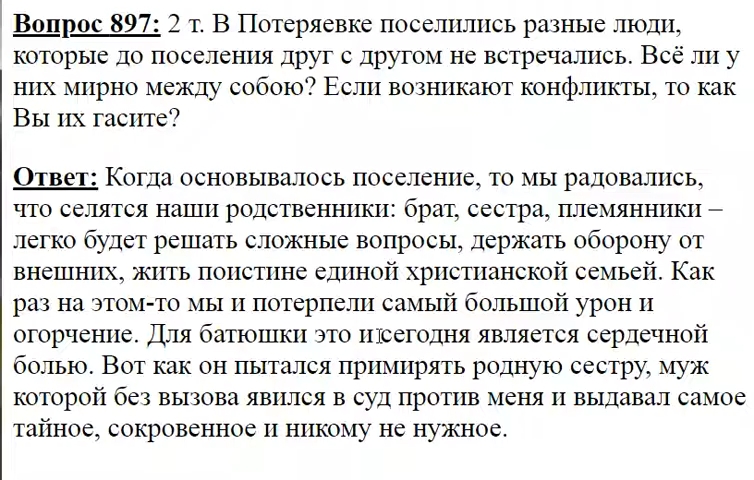 Вопрос 897: 2 т. В Потеряевке поселились разные люди,
которые до поселения друг с другом не встречались. Всё ли у
них мирно между собою? Если возникают конфликты, то как
Вы их гасите?
Ответ: Когда основывалось поселение, то мы радовались,
что селятся наши родственники: брат, сестра, племянники –
легко будет решать сложные вопросы, держать оборону от
внешних, жить поистине единой христианской семьей. Как
раз на этом-то мы и потерпели самый большой урон и
огорчение. Для батюшки это и сегодня является сердечной
болью. Вот как он пытался примирять родную сестру, муж
которой без вызова явился в суд против меня и выдавал самое
тайное, сокровенное и никому не нужное.